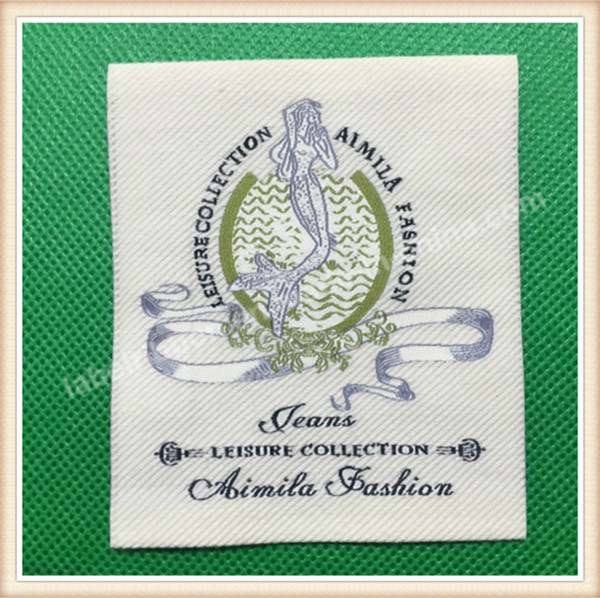 LEISURE COLLECTION
AIMILA FASHION
Jeans
LEISURE COLLECTION
Aimila Fashion